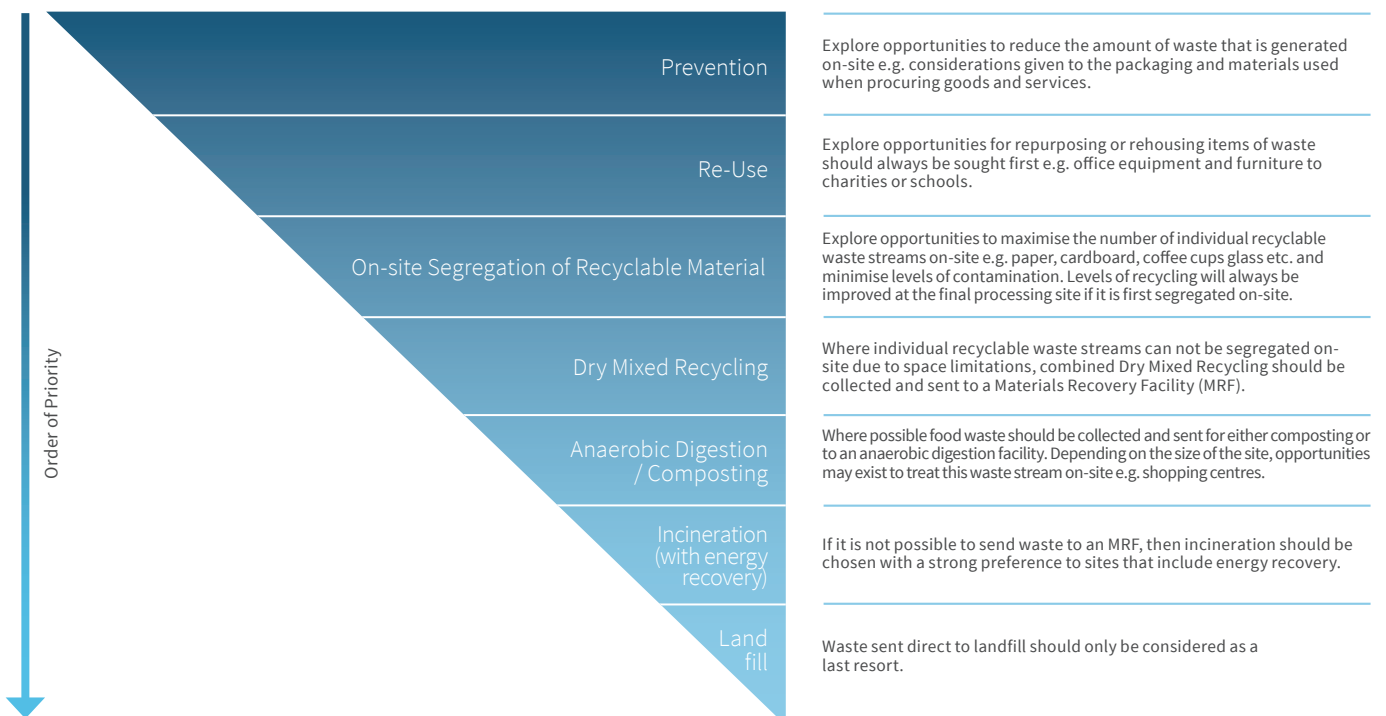 Order of Priority
Prevention
Explore opportunities to reduce the amount of waste that is generated
on-site e.g. considerations given to the packaging and materials used
when procuring goods and services.
Re-Use
Explore opportunities for repurposing or rehousing items of waste
should always be sought first e.g. office equipment and furniture to
charities or schools.
On-site Segregation of Recyclable Material
Explore opportunities to maximise the number of individual recyclable
waste streams on-site e.g. paper, cardboard, coffee cups glass etc. and
minimise levels of contamination. Levels of recycling will always be
improved at the final processing site if it is first segregated on-site.
Dry Mixed Recycling
Where individual recyclable waste streams can not be segregated on-
site due to space limitations, combined Dry Mixed Recycling should be
collected and sent to a Materials Recovery Facility (MRF).
Anaerobic Digestion
/ Composting
Where possible food waste should be collected and sent for either composting or
to an anaerobic digestion facility. Depending on the size of the site, opportunities
may exist to treat this waste stream on-site e.g. shopping centres.
Incineration
(with energy
recovery)
If it is not possible to send waste to an MRF, then incineration should be
chosen with a strong preference to sites that include energy recovery.
Land
fill
Waste sent direct to landfill should only be considered as a
last resort.